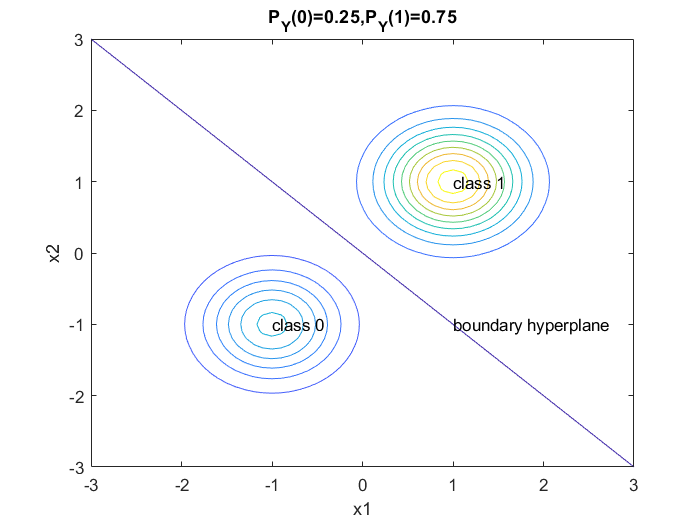 P_Y(0)=0.25,P_Y(1)=0.75
3
2
class 1
1
0
x2
-1
class 0
boundary hyperplane
-2
-3
-3 -2 -1 0 1 2 3
x1